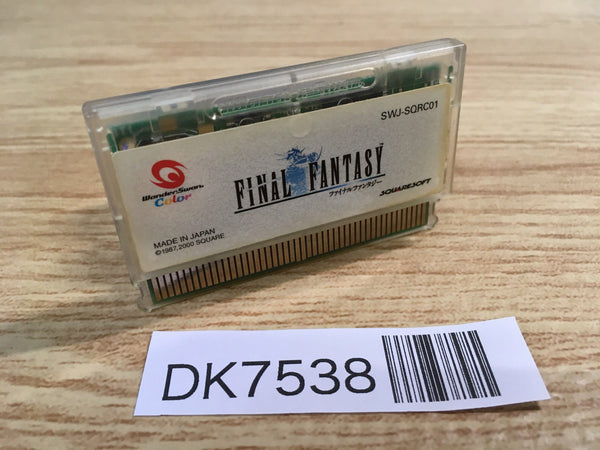 SWJ-SQRC01
WonderSwan
Color
FINAL FANTASY
ファイナルファンタジー
SQUARESOFT
MADE IN JAPAN
©1987,2000 SQUARE
DK7538